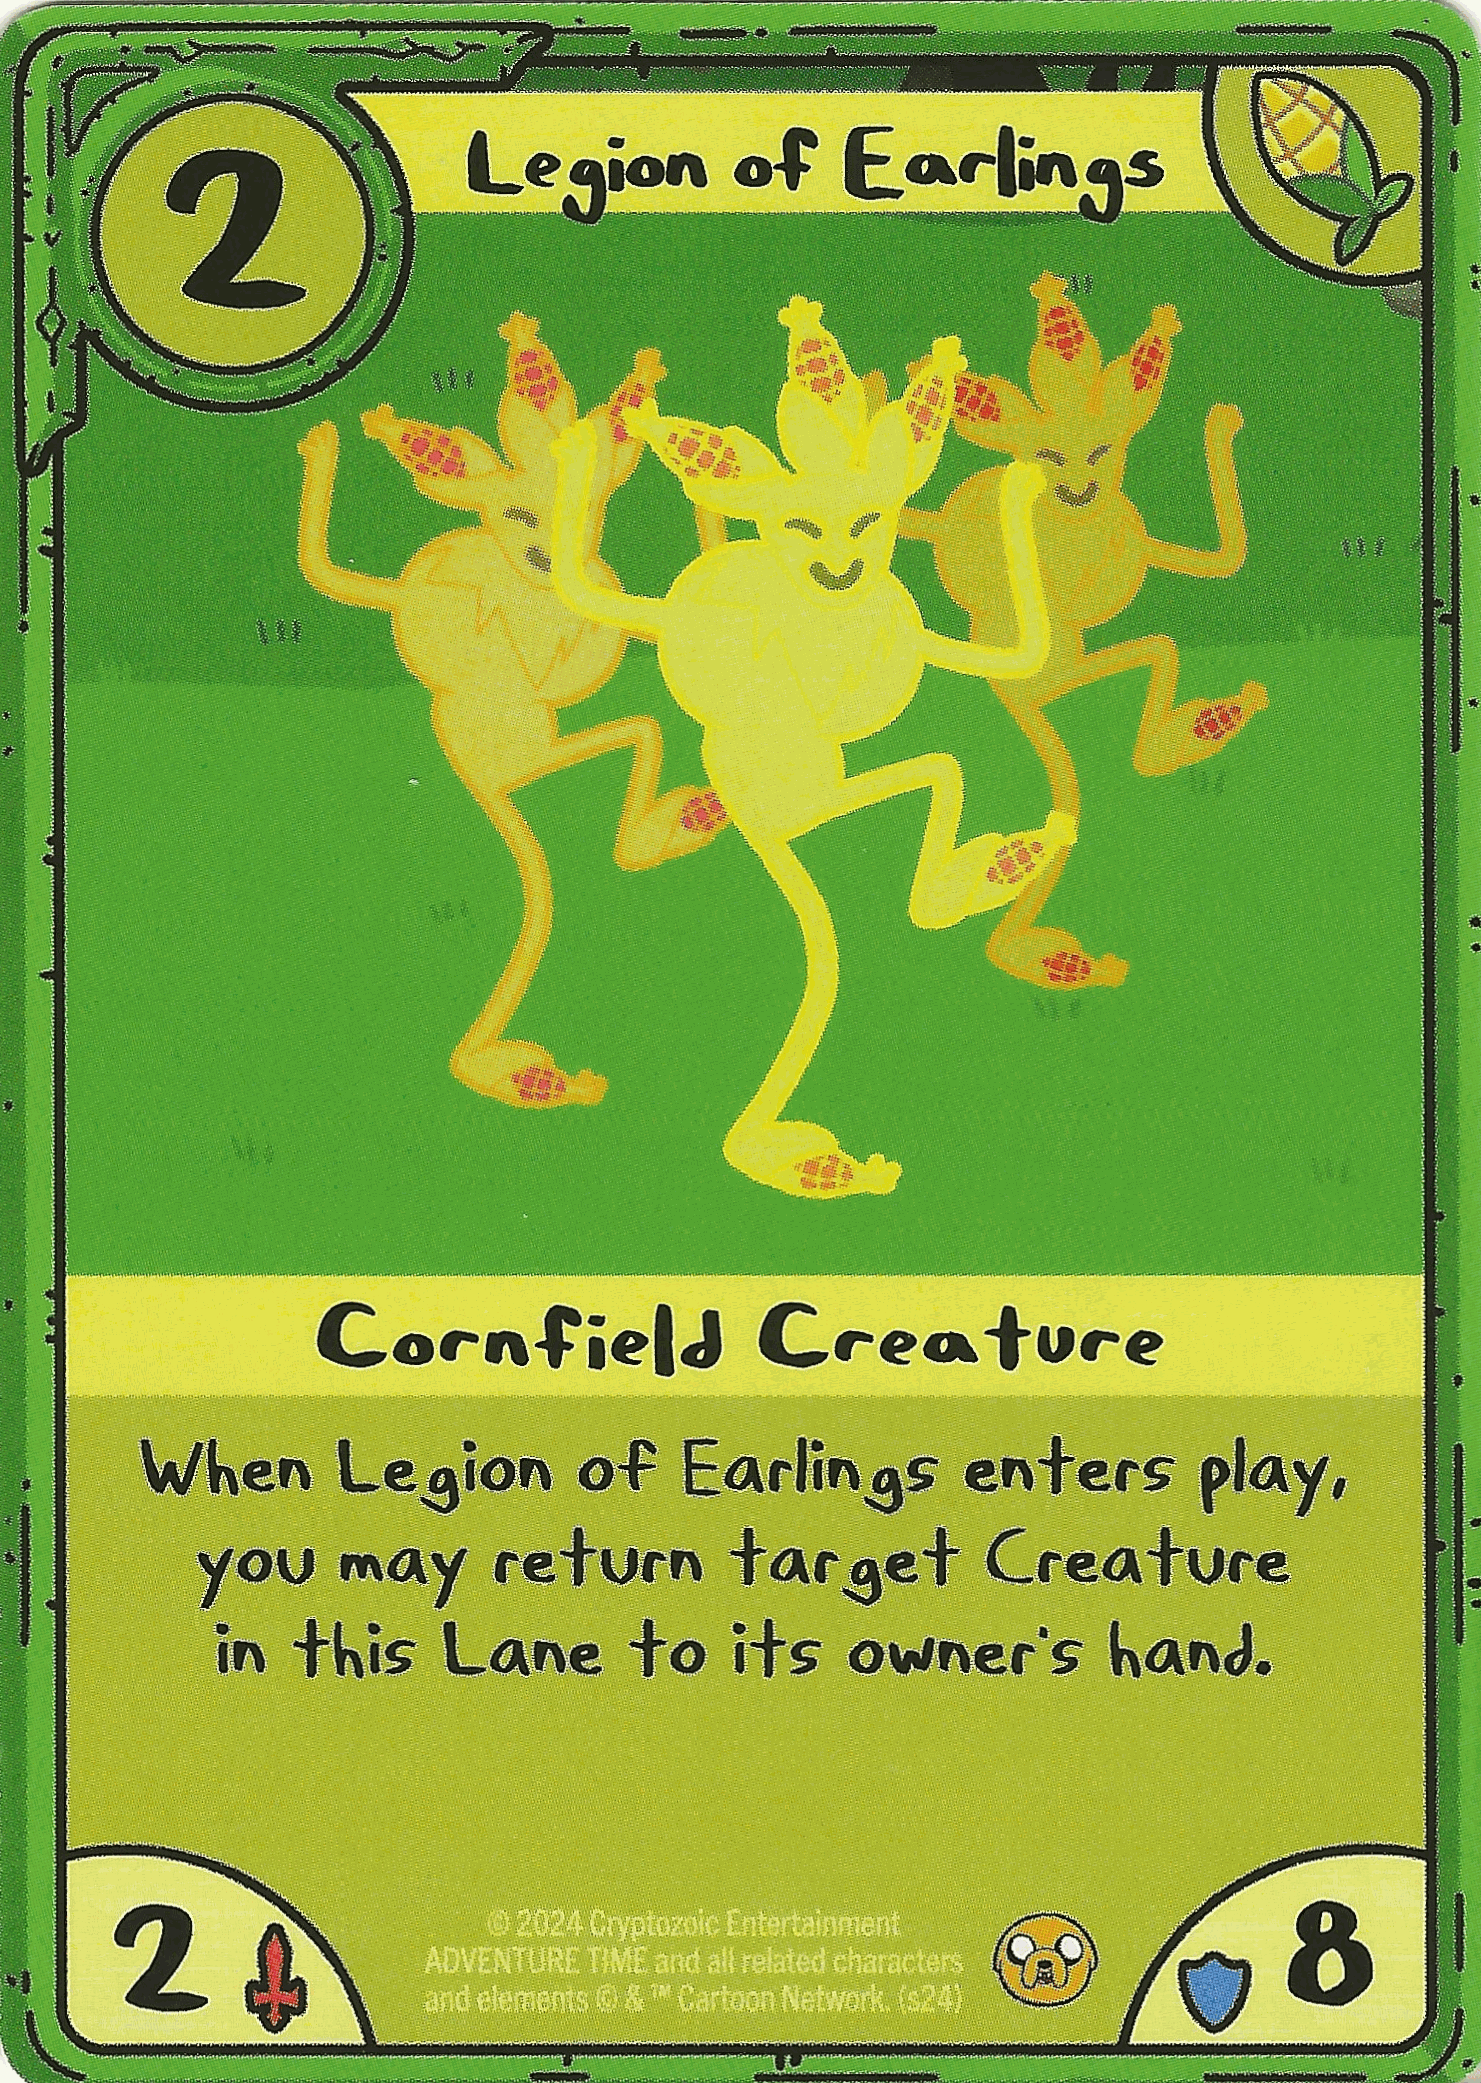 2
Legion of Earlings
Cornfield Creature
When Legion of Earlings enters play,
you may return target Creature
in this Lane to its owner's hand.
2
© 2024 Cryptozoic Entertainment
ADVENTURE TIME and all related characters
and elements © & ™ Cartoon Network. (s24)
8